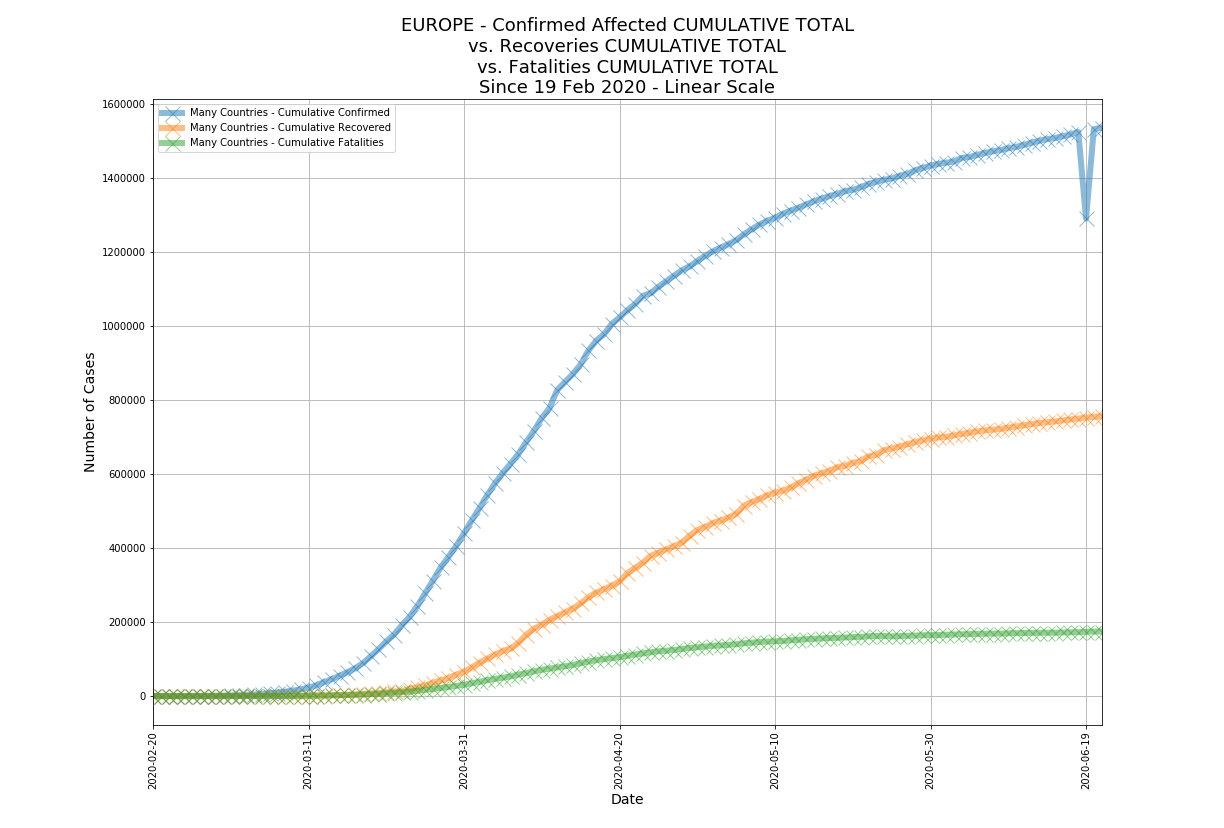 EUROPE - Confirmed Affected CUMULATIVE TOTAL
vs. Recoveries CUMULATIVE TOTAL
vs. Fatalities CUMULATIVE TOTAL
Since 19 Feb 2020 - Linear Scale
Many Countries - Cumulative Confirmed
Many Countries - Cumulative Recovered
Many Countries - Cumulative Fatalities
Number of Cases
1600000
1400000
1200000
1000000
800000
600000
400000
200000
0
2020-02-20
2020-03-11
2020-03-31
2020-04-20
2020-05-10
2020-05-30
2020-06-19
Date